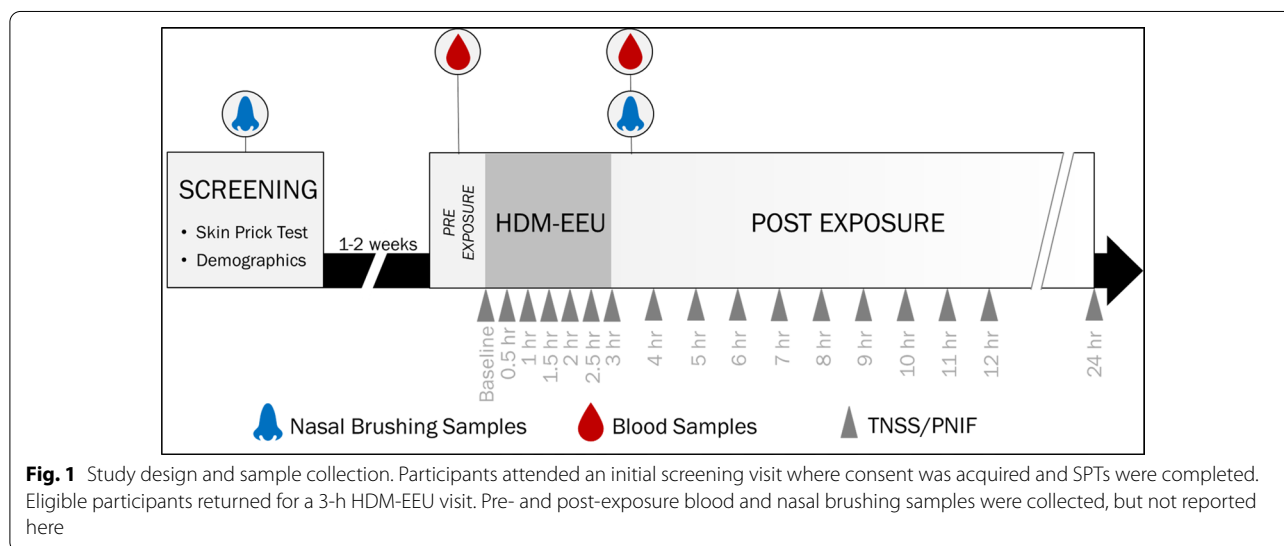 SCREENING
• Skin Prick Test
• Demographics
1-2 weeks
PRE
EXPOSURE
HDM-EEU
POST EXPOSURE
Baseline
0.5 hr
1 hr
1.5 hr
2 hr
2.5 hr
3 hr
4 hr
5 hr
6 hr
7 hr
8 hr
9 hr
10 hr
11 hr
12 hr
24 hr
Nasal Brushing Samples
Blood Samples
TNSS/PNIF
Fig. 1 Study design and sample collection. Participants attended an initial screening visit where consent was acquired and SPTs were completed.
Eligible participants returned for a 3-h HDM-EEU visit. Pre- and post-exposure blood and nasal brushing samples were collected, but not reported
here